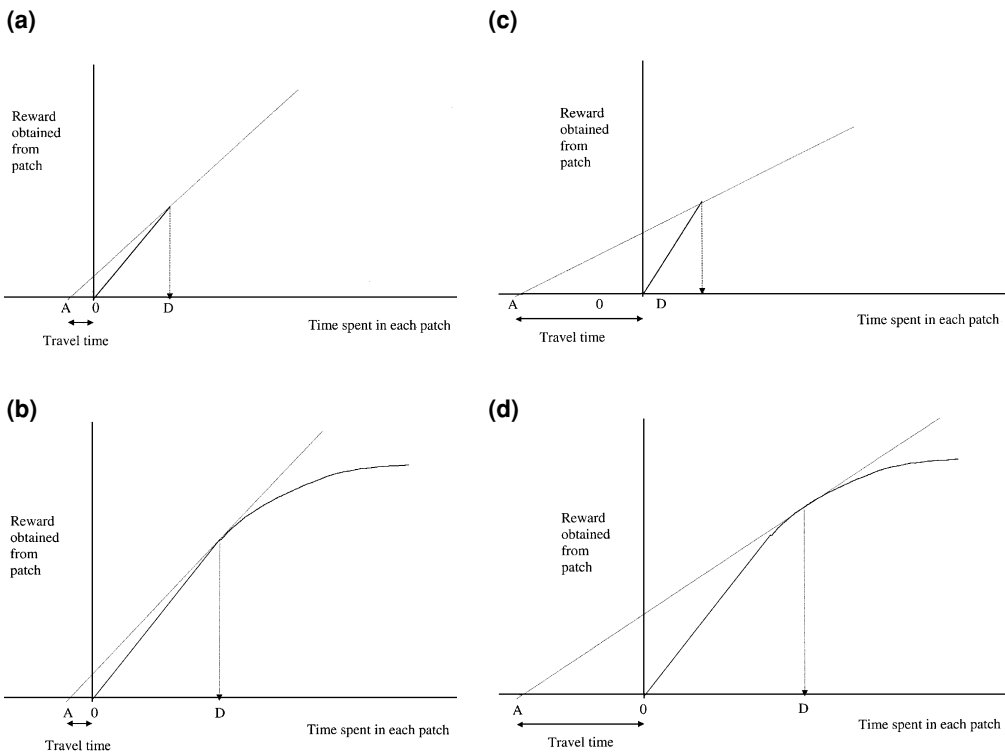 (a)
Reward
obtained
from
patch
A 0 D
Time spent in each patch
Travel time
(c)
Reward
obtained
from
patch
A 0 D
Time spent in each patch
Travel time
(b)
Reward
obtained
from
patch
A 0 D
Time spent in each patch
Travel time
(d)
Reward
obtained
from
patch
A 0 D
Time spent in each patch
Travel time